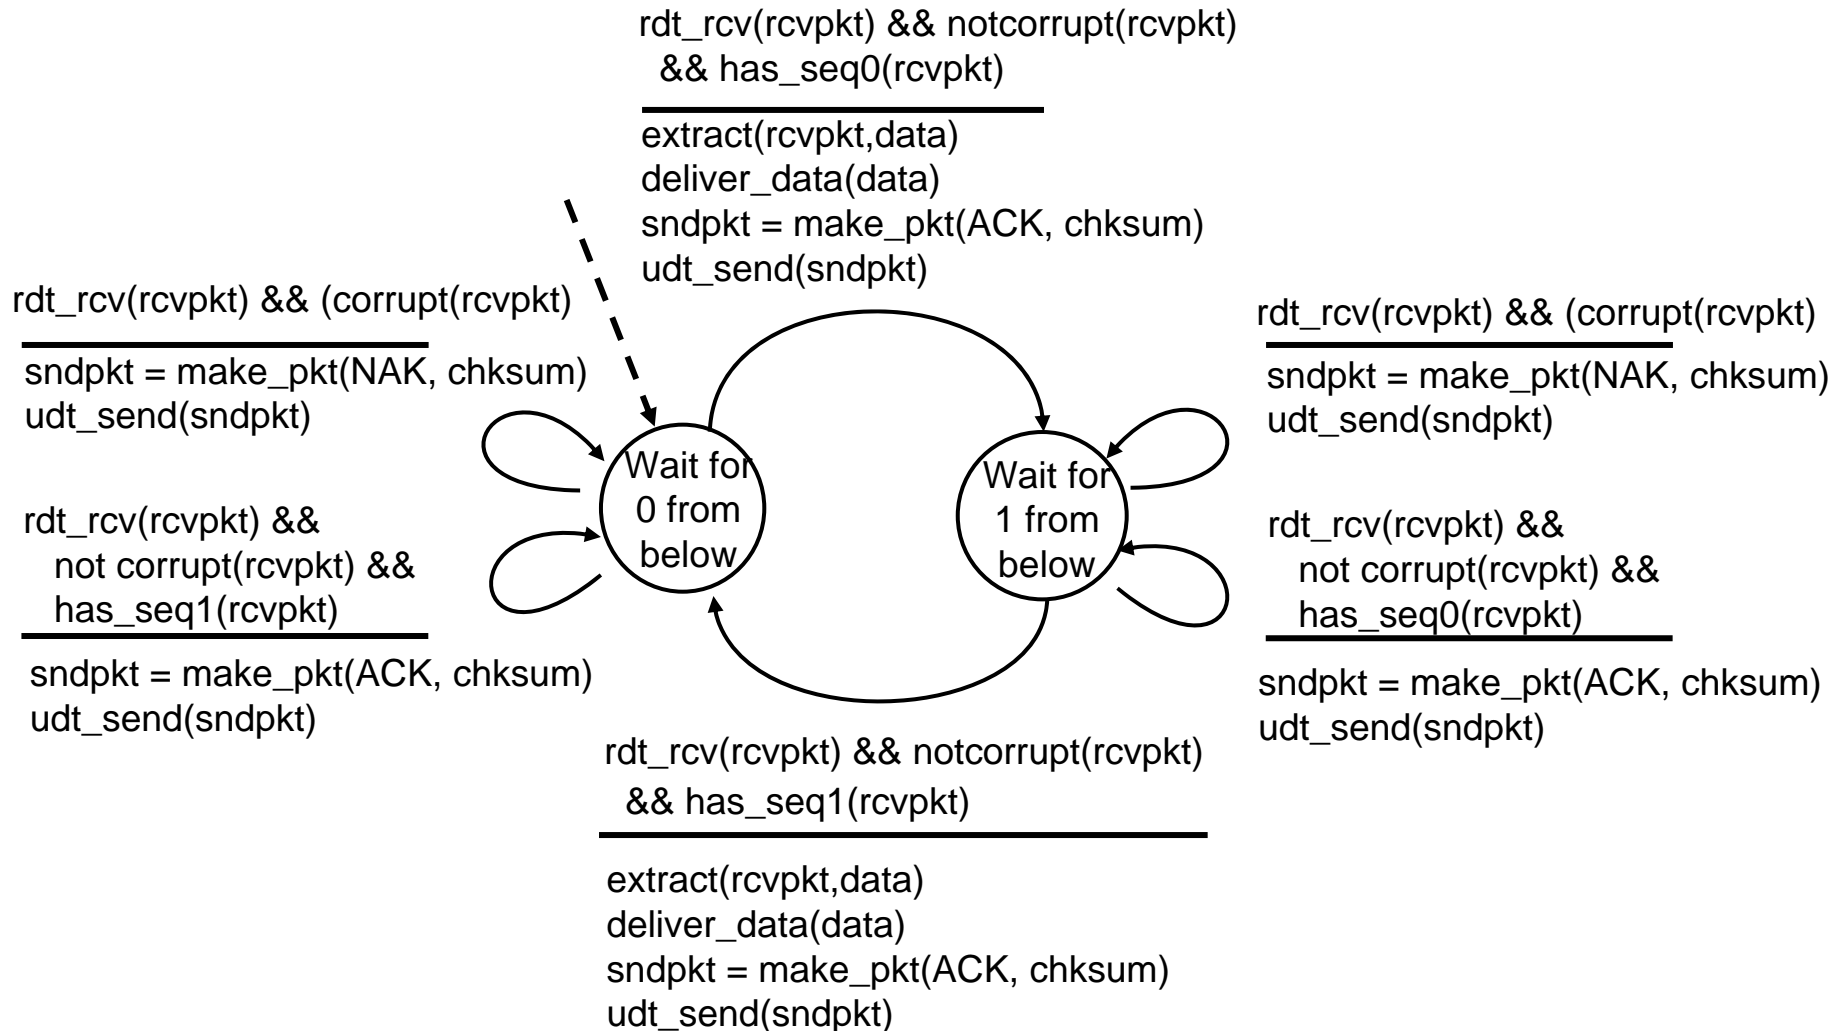 rdt_rcv(rcvpkt) && notcorrupt(rcvpkt)
&& has_seq0(rcvpkt)
extract(rcvpkt,data)
deliver_data(data)
sndpkt = make_pkt(ACK, chksum)
udt_send(sndpkt)
rdt_rcv(rcvpkt) && (corrupt(rcvpkt)
sndpkt = make_pkt(NAK, chksum)
udt_send(sndpkt)
rdt_rcv(rcvpkt) &&
not corrupt(rcvpkt) &&
has_seq1(rcvpkt)
sndpkt = make_pkt(ACK, chksum)
udt_send(sndpkt)
Wait for
0 from
below
Wait for
1 from
below
rdt_rcv(rcvpkt) && (corrupt(rcvpkt)
sndpkt = make_pkt(NAK, chksum)
udt_send(sndpkt)
rdt_rcv(rcvpkt) &&
not corrupt(rcvpkt) &&
has_seq0(rcvpkt)
sndpkt = make_pkt(ACK, chksum)
udt_send(sndpkt)
rdt_rcv(rcvpkt) && notcorrupt(rcvpkt)
&& has_seq1(rcvpkt)
extract(rcvpkt,data)
deliver_data(data)
sndpkt = make_pkt(ACK, chksum)
udt_send(sndpkt)